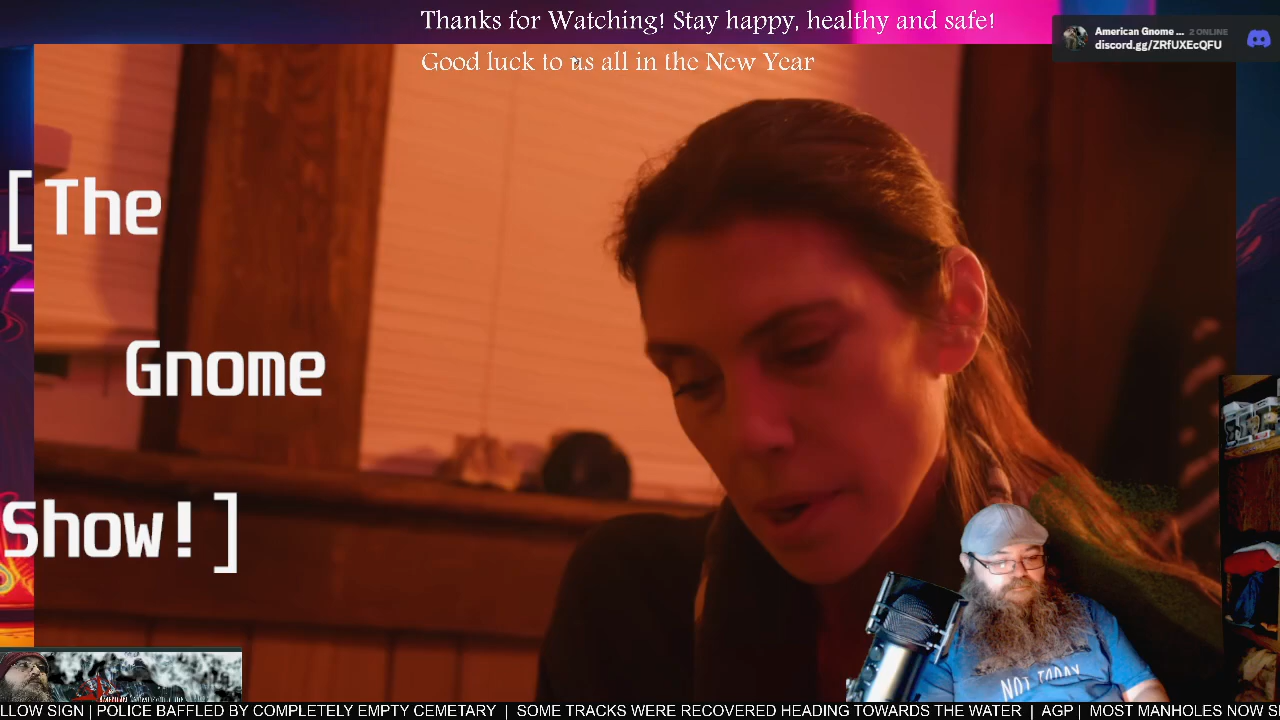 Thanks for Watching! Stay happy, healthy and safe!
Good luck to us all in the New Year
American Gnome ... 2 ONLINE
discord.gg/ZRfUXEcQFU
[The
Gnome
Show!]
NOT TODAY
LLOW SIGN | POLICE BAFFLED BY COMPLETELY EMPTY CEMETARY | SOME TRACKS WERE RECOVERED HEADING TOWARDS THE WATER | AGP | MOST MANHOLES NOW S